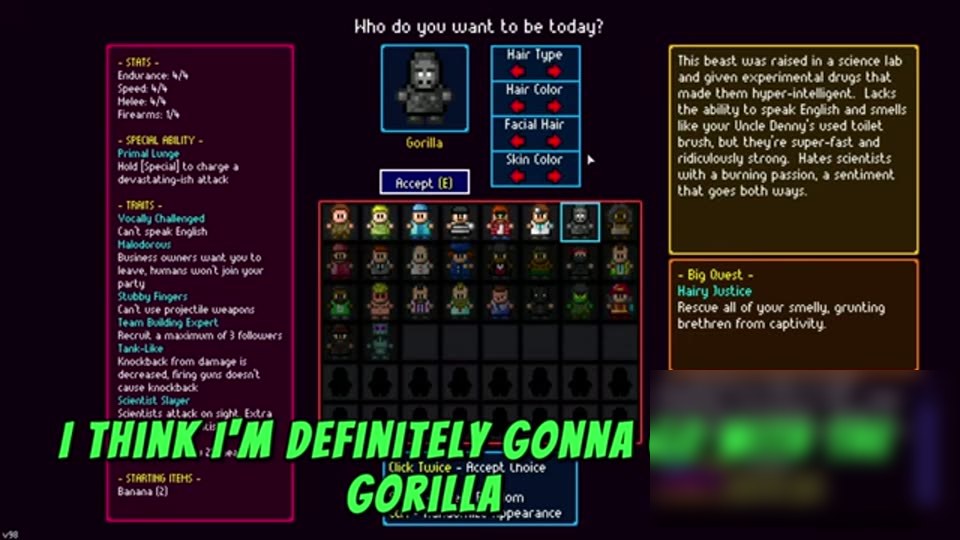 Who do you want to be today?
- STATS -
Endurance: 4/4
Speed: 4/4
Melee: 4/4
Firearms: 1/4
- SPECIAL ABILITY -
Primal Lunge
Hold [Special] to charge a
devastating-ish attack
- TRAITS -
Vocally Challenged
Can't speak English
Malodorous
Business owners want you to
leave, humans won't join your
party
Stubby Fingers
Can't use projectile weapons
Team Building Expert
Recruit a maximum of 3 followers
Tank-Like
Knockback from damage is
decreased, firing guns doesn't
cause knockback
Scientist Slayer
Scientists attack on sight. Extra
- STARTING ITEMS -
Banana (2)
Gorilla
Accept (E)
Hair Type
Hair Color
Facial Hair
Skin Color
This beast was raised in a science lab
and given experimental drugs that
made them hyper-intelligent. Lacks
the ability to speak English and smells
like your Uncle Denny's used toilet
brush, but they're super-fast and
ridiculously strong. Hates scientists
with a burning passion, a sentiment
that goes both ways.
- Big Quest -
Hairy Justice
Rescue all of your smelly, grunting
brethren from captivity.
I THINK I'M DEFINITELY GONNA
GORILLA
Click Twice - Accept Choice
Appearance
v98